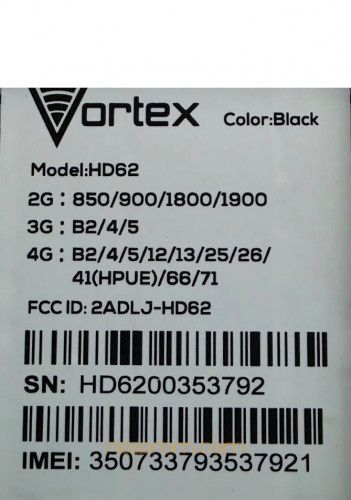 Vortex Color:Black
Model:HD62
2G : 850/900/1800/1900
3G : B2/4/5
4G : B2/4/5/12/13/25/26/
41(HPUE)/66/71
FCC ID: 2ADLJ-HD62
SN: HD6200353792
IMEI: 350733793537921